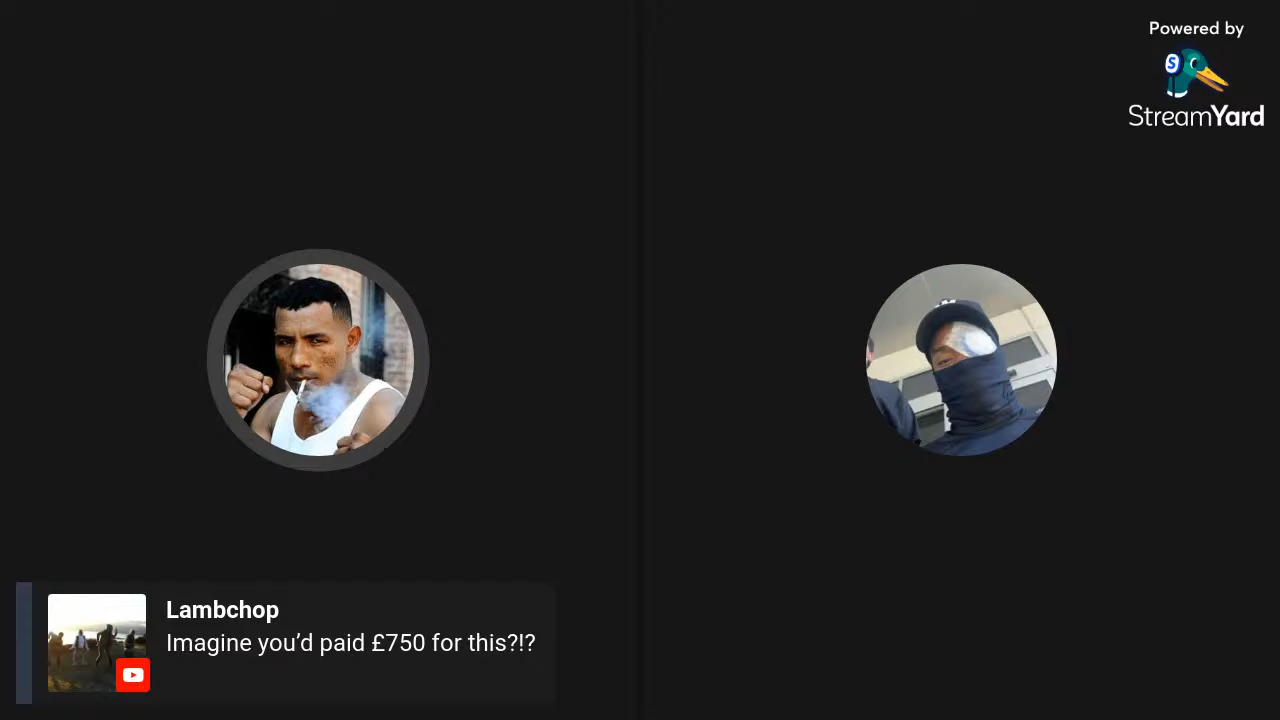 Powered by
S
StreamYard
Lambchop
Imagine you’d paid £750 for this?!?